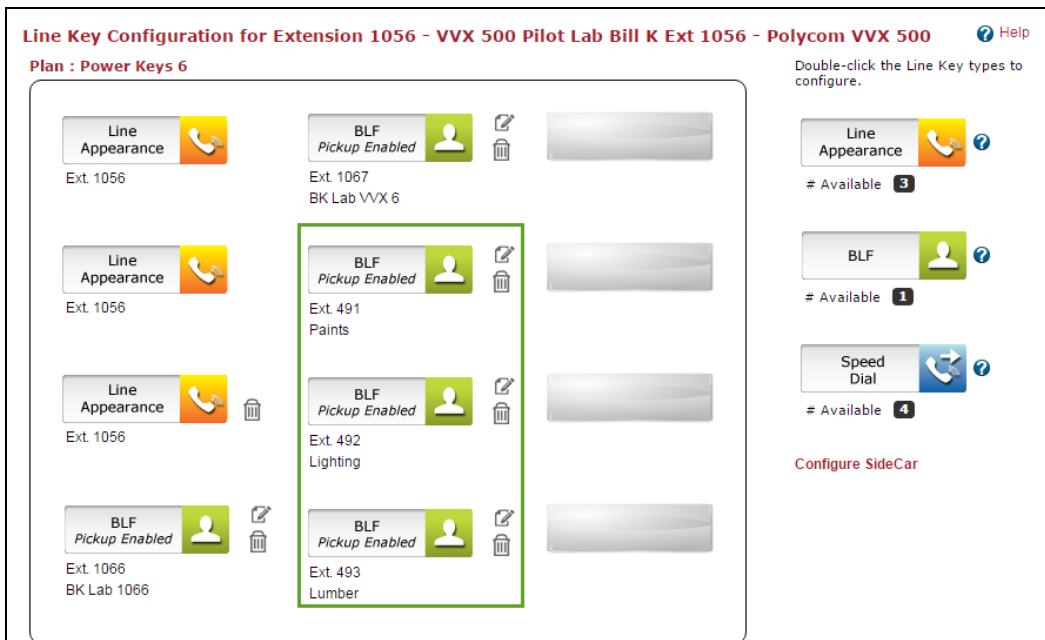 Line Key Configuration for Extension 1056 - VVX 500 Pilot Lab Bill K Ext 1056 - Polycom VVX 500
Help
Plan : Power Keys 6
Double-click the Line Key types to
configure.
Line
Appearance
Ext. 1056
BLF
Pickup Enabled
Ext. 1067
BK Lab VVX 6
Line
Appearance
# Available 3
Line
Appearance
Ext. 1056
BLF
Pickup Enabled
Ext. 491
Paints
BLF
# Available 1
Line
Appearance
Ext. 1056
BLF
Pickup Enabled
Ext. 492
Lighting
Speed
Dial
# Available 4
Configure SideCar
BLF
Pickup Enabled
Ext. 1066
BK Lab 1066
BLF
Pickup Enabled
Ext. 493
Lumber